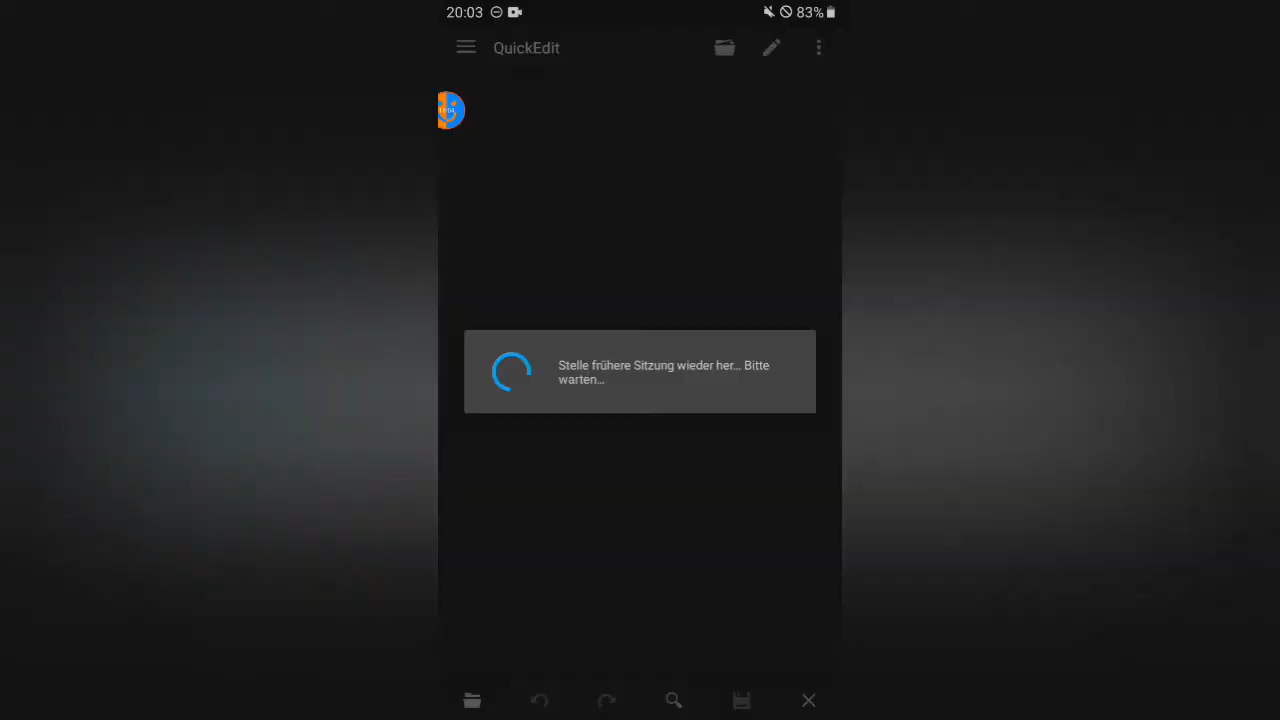 20:03
83%
QuickEdit
Stelle frühere Sitzung wieder her... Bitte
warten...